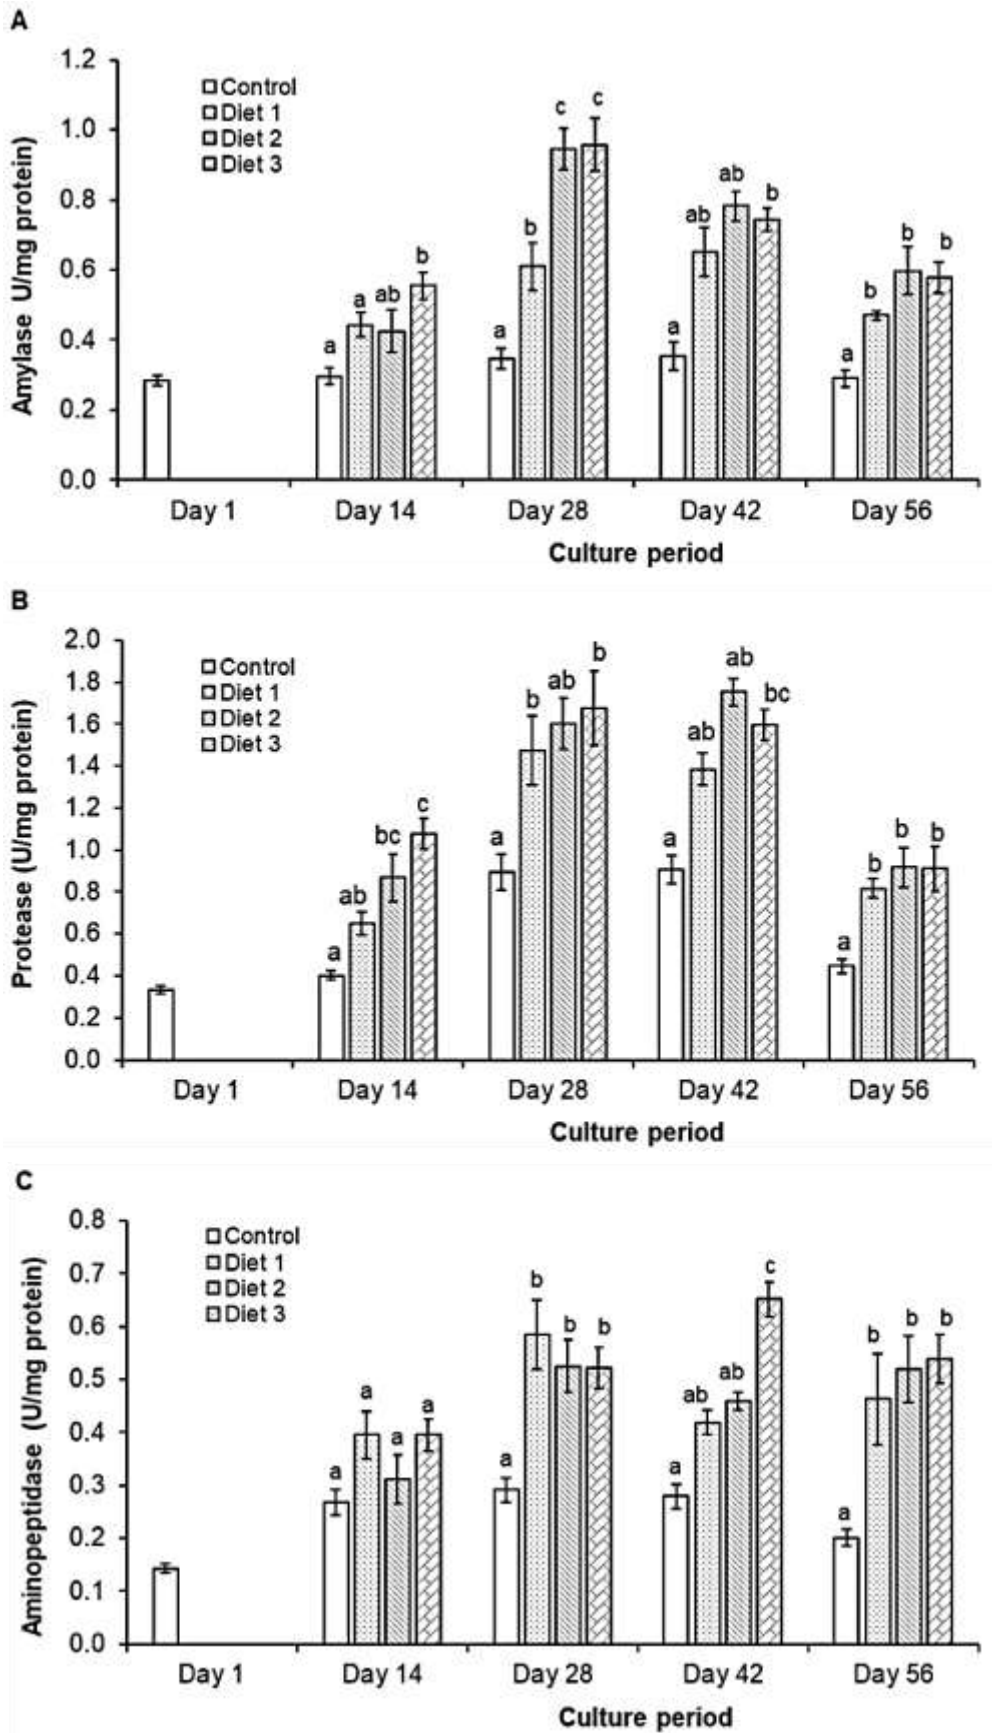 A
1.2
Control
Diet 1
Diet 2
Diet 3
c c
1.0
ab
b
0.8
b ab
b b
b
0.6
a ab
b
0.4
a a a a
0.2
0.0
Amylase U/mg protein)
Day 1 Day 14 Day 28 Day 42 Day 56
Culture period
B
2.0
Control
Diet 1
Diet 2
Diet 3
b ab
1.8
b ab bc
1.6
ab
1.4
1.2
c
1.0
bc a a b b b
0.8
ab
0.6
a a
0.4
0.2
0.0
Protease (U/mg protein)
Day 1 Day 14 Day 28 Day 42 Day 56
Culture period
C
0.8
Control
Diet 1
Diet 2
Diet 3
0.7
b c
0.6
b b b b b
0.5
a a a ab ab
0.4
a a a
0.3
a
0.2
0.1
0.0
Aminopeptidase (U/mg protein)
Day 1 Day 14 Day 28 Day 42 Day 56
Culture period